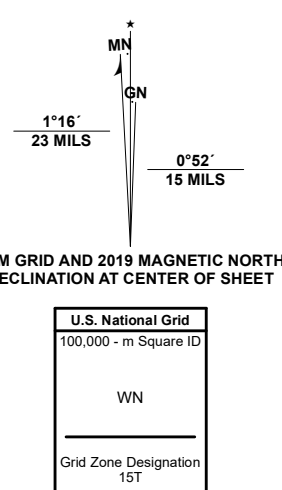 ★
MN
GN
1°16´
23 MILS
0°52´
15 MILS
M GRID AND 2019 MAGNETIC NORTH
ECLINATION AT CENTER OF SHEET
U.S. National Grid
100,000 - m Square ID
WN
Grid Zone Designation
15T